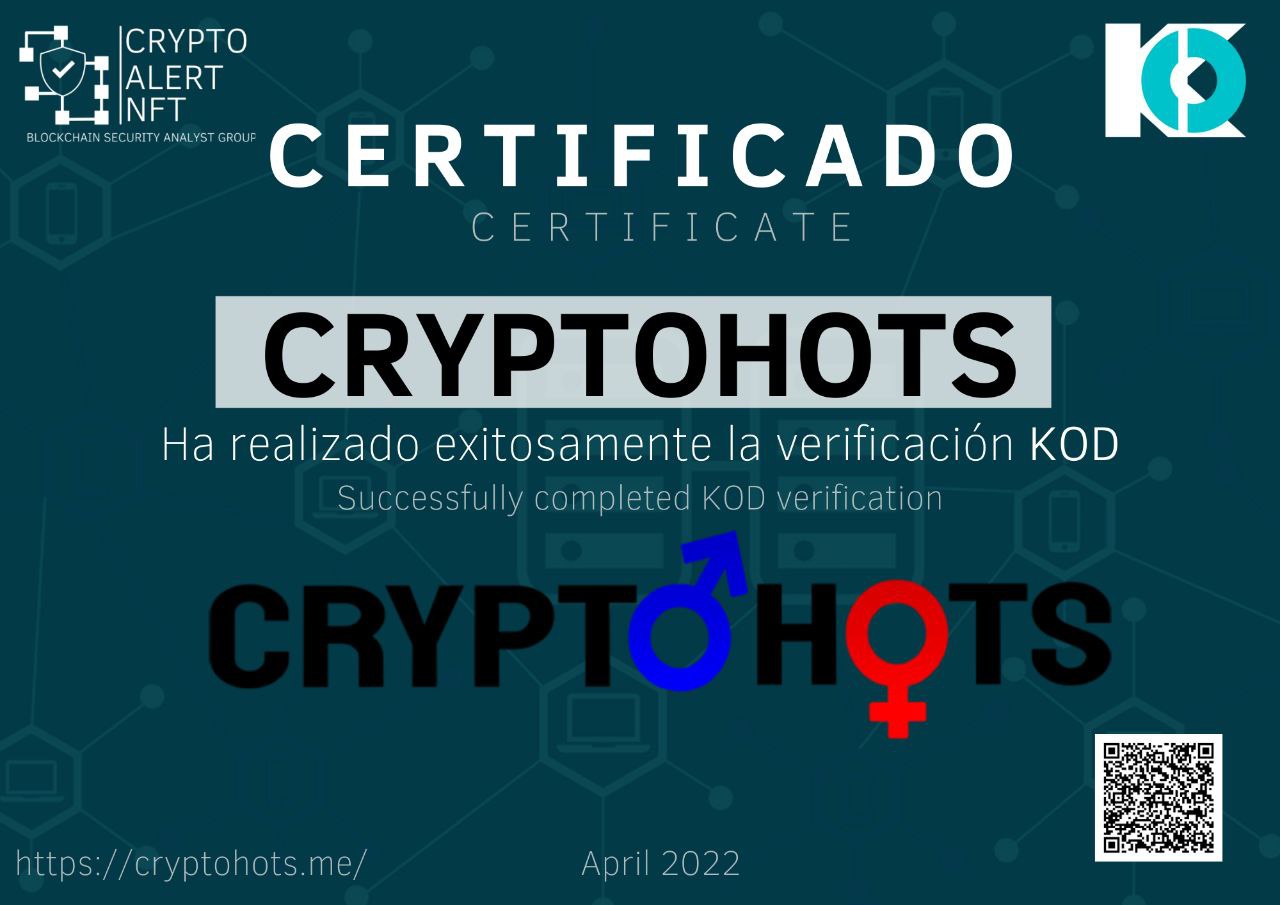 CRYPTO
ALERT
NFT
BLOCKCHAIN SECURITY ANALYST GROUP
KO
CERTIFICADO
CERTIFICATE
CRYPTOHOTS
Ha realizado exitosamente la verificación KOD
Successfully completed KOD verification
CRYPTOHOTS
https://cryptohots.me/
April 2022